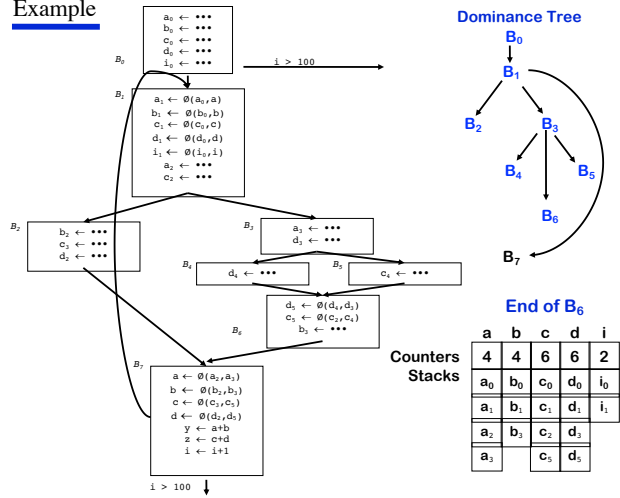 Example
B₀
a₀ ← •••
b₀ ← •••
c₀ ← •••
d₀ ← •••
i₀ ← •••
i > 100
B₁
a₁ ← Ø(a₀,a)
b₁ ← Ø(b₀,b)
c₁ ← Ø(c₀,c)
d₁ ← Ø(d₀,d)
i₁ ← Ø(i₀,i)
a₂ ← •••
c₂ ← •••
B₂
b₂ ← •••
c₃ ← •••
d₂ ← •••
B₃
a₃ ← •••
d₃ ← •••
B₄
d₄ ← •••
B₅
c₄ ← •••
B₆
d₅ ← Ø(d₄,d₃)
c₅ ← Ø(c₂,c₄)
b₃ ← •••
B₇
a ← Ø(a₂,a₃)
b ← Ø(b₂,b₃)
c ← Ø(c₃,c₅)
d ← Ø(d₂,d₅)
y ← a+b
z ← c+d
i ← i+1
i > 100
Dominance Tree
B₀
B₁
B₂ B₃
B₄ B₅
B₆
B₇
End of B₆
a b c d i
Counters 4 4 6 6 2
Stacks
a₀ b₀ c₀ d₀ i₀
a₁ b₁ c₁ d₁ i₁
a₂ b₃ c₂ d₃
a₃ c₅ d₅